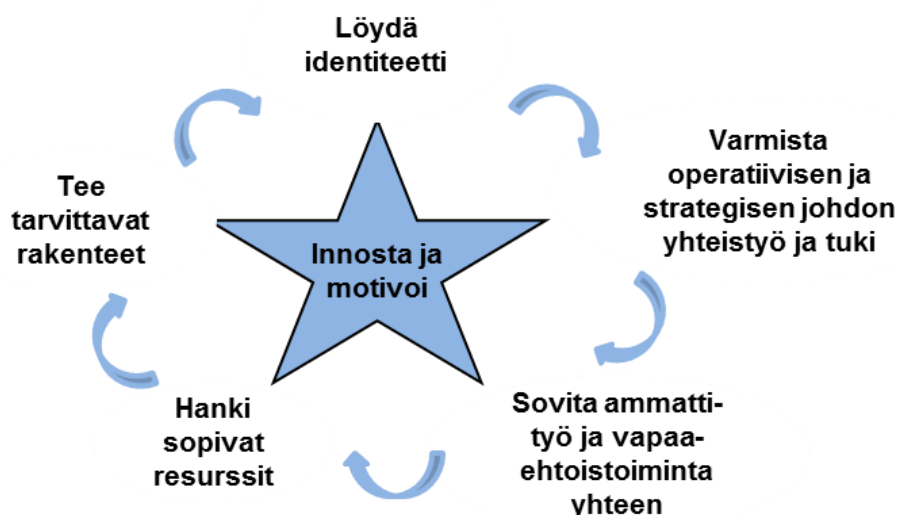 Löydä
identiteetti
Varmista
operatiivisen ja
strategisen johdon
yhteistyö ja tuki
Sovita ammatti-
työ ja vapaa-
ehtoistoiminta
yhteen
Hanki
sopivat
resurssit
Tee
tarvittavat
rakenteet
Innosta ja
motivoi